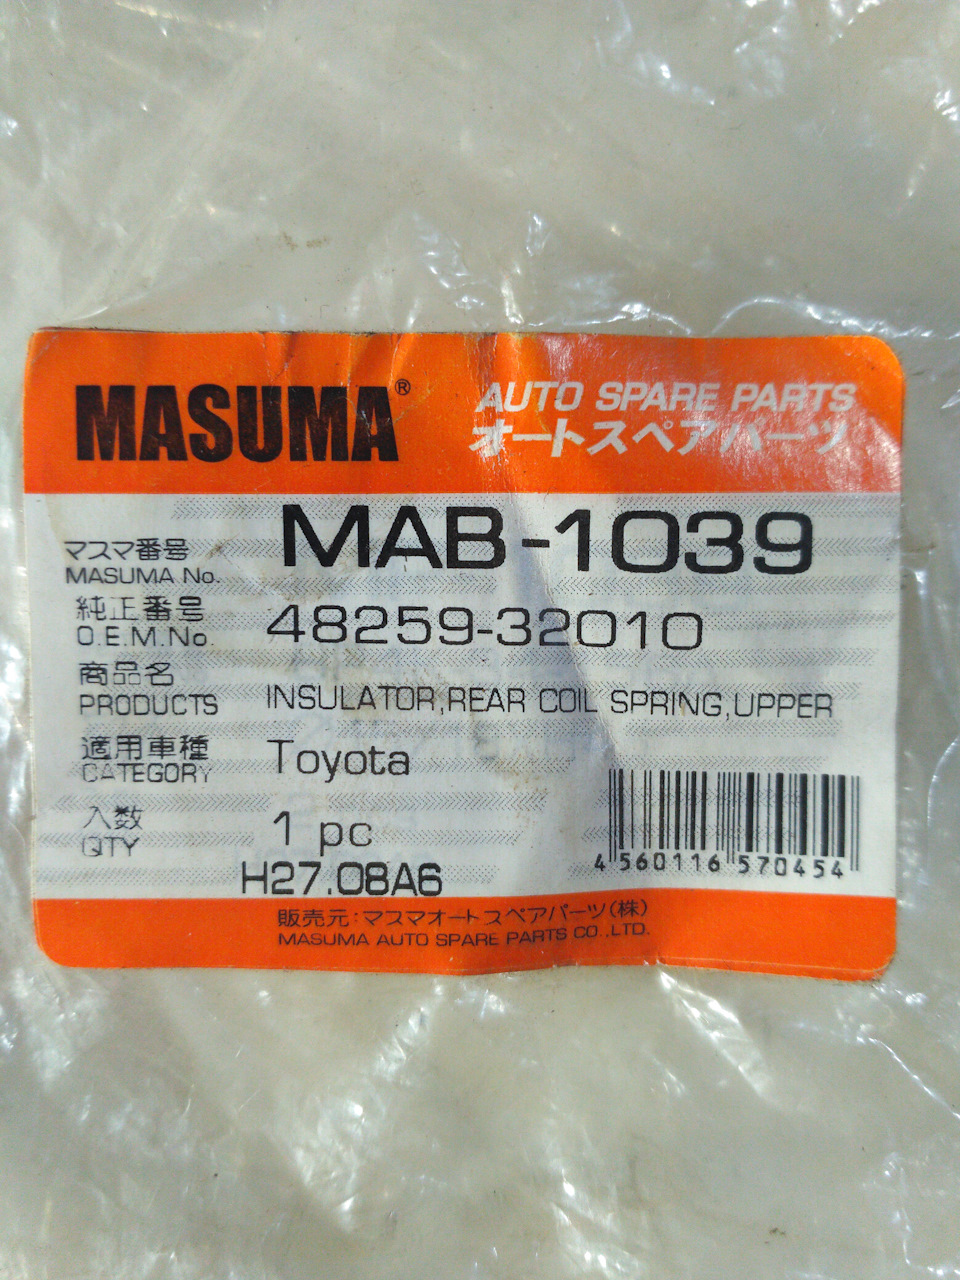 MASUMA®
AUTO SPARE PARTS
オートスペアパーツ
マスマ番号
MASUMA No.
MAB-1039
純正番号
O.E.M.No.
48259-32010
商品名
PRODUCTS
INSULATOR,REAR COIL SPRING,UPPER
適用車種
CATEGORY
Toyota
入数
QTY
1 pc
H27.08A6
4 560116 570454
販売元:マスマオートスペアパーツ(株)
MASUMA AUTO SPARE PARTS CO.,LTD.